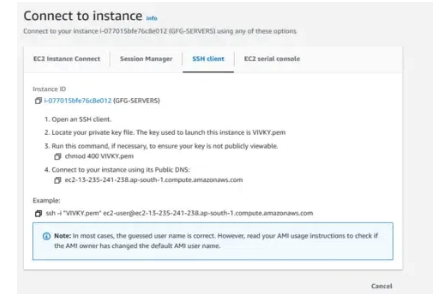 Connect to instance Info
Connect to your instance i-077015bfe76c8e012 (GFG-SERVERS) using any of these options
EC2 Instance Connect Session Manager SSH client EC2 serial console
Instance ID
i-077015bfe76c8e012 (GFG-SERVERS)
1. Open an SSH client.
2. Locate your private key file. The key used to launch this instance is VIVKY.pem
3. Run this command, if necessary, to ensure your key is not publicly viewable.
chmod 400 VIVKY.pem
4. Connect to your instance using its Public DNS:
ec2-13-235-241-238.ap-south-1.compute.amazonaws.com
Example:
ssh -i "VIVKY.pem" ec2-user@ec2-13-235-241-238.ap-south-1.compute.amazonaws.com
Note: In most cases, the guessed user name is correct. However, read your AMI usage instructions to check if
the AMI owner has changed the default AMI user name.
Cancel